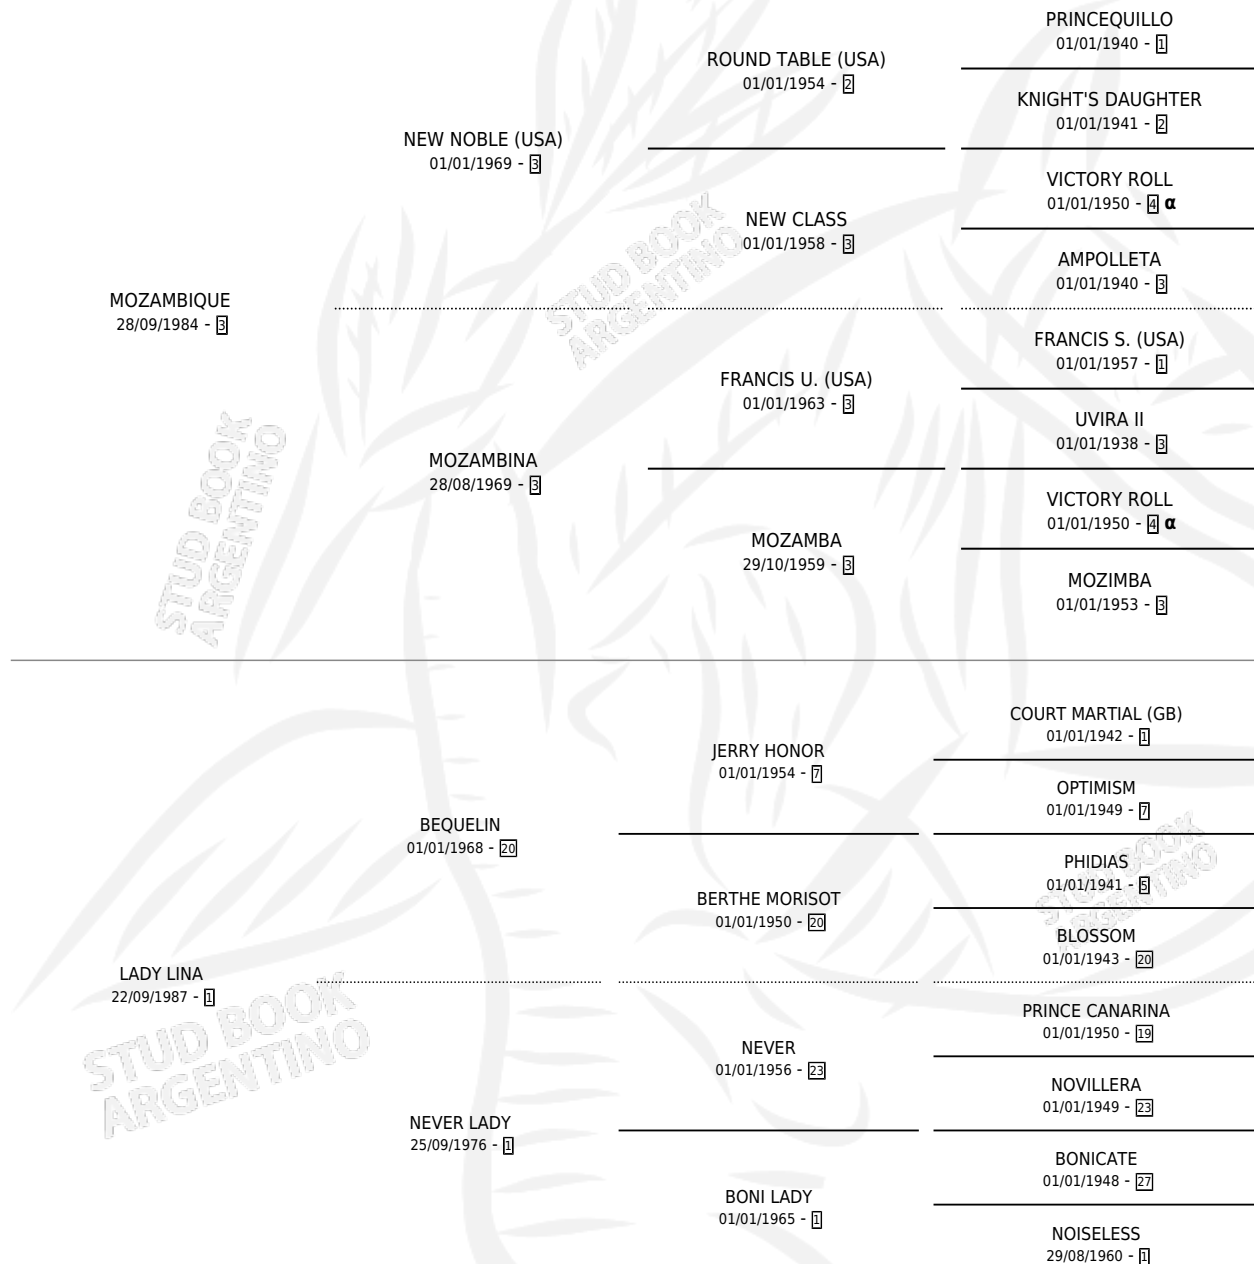 PRINCEQUILLO
01/01/1940 - 1
ROUND TABLE (USA)
01/01/1954 - 2
KNIGHT'S DAUGHTER
01/01/1941 - 2
NEW NOBLE (USA)
01/01/1969 - 3
VICTORY ROLL
01/01/1950 - 4 α
NEW CLASS
01/01/1958 - 3
AMPOLLETA
01/01/1940 - 3
MOZAMBIQUE
28/09/1984 - 3
FRANCIS S. (USA)
01/01/1957 - 1
FRANCIS U. (USA)
01/01/1963 - 3
UVIRA II
01/01/1938 - 3
MOZAMBINA
28/08/1969 - 3
VICTORY ROLL
01/01/1950 - 4 α
MOZAMBA
29/10/1959 - 3
MOZIMBA
01/01/1953 - 3
COURT MARTIAL (GB)
01/01/1942 - 1
JERRY HONOR
01/01/1954 - 7
OPTIMISM
01/01/1949 - 7
BEQUELIN
01/01/1968 - 20
PHIDIAS
01/01/1941 - 5
BERTHE MORISOT
01/01/1950 - 20
BLOSSOM
01/01/1943 - 20
LADY LINA
22/09/1987 - 1
PRINCE CANARINA
01/01/1950 - 19
NEVER
01/01/1956 - 23
NOVILLERA
01/01/1949 - 23
NEVER LADY
25/09/1976 - 1
BONICATE
01/01/1948 - 27
BONI LADY
01/01/1965 - 1
NOISELESS
29/08/1960 - 1
STUD BOOK
ARGENTINO
STUD BOOK
ARGENTINO
STUD BOOK
ARGENTINO
STUD BOOK
ARGENTINO